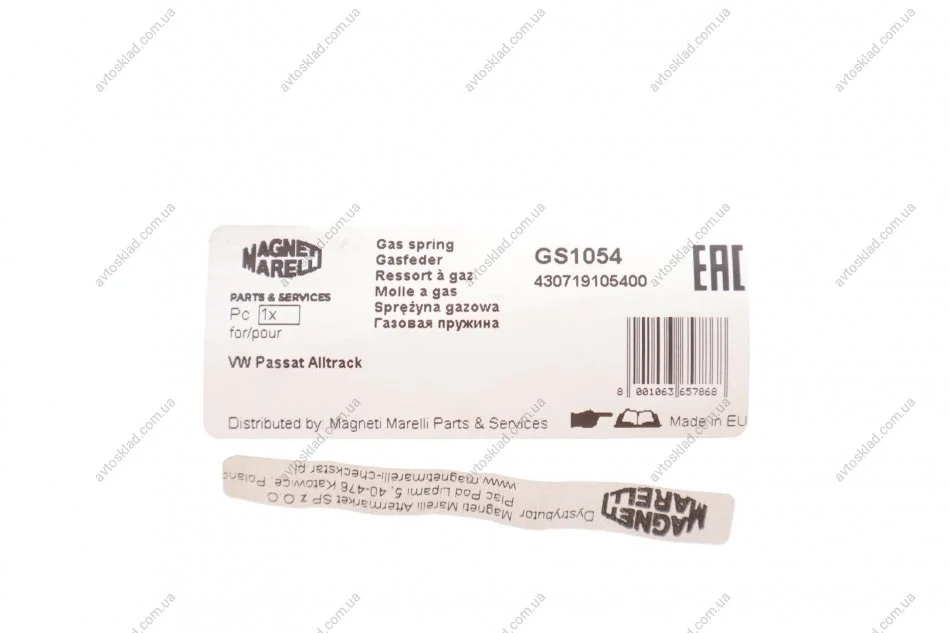 MAGNETI
MARELLI
PARTS & SERVICES
Pc 1x
for/pour
VW Passat Alltrack
Gas spring
Gasfeder
Ressort à gaz
Molle a gas
Sprężyna gazowa
Газовая пружина
GS1054
430719105400
EAC
8 001063 657868
Distributed by Magneti Marelli Parts & Services
Made in EU
MAGNETI
MARELLI
Dystrybutor Magneti Marelli Aftermarket SP z O.O
Plac Pod Lipami 5, 40-476 Katowice, Poland
www.magnetimarelli-checkstar.pl
avtosklad.com.ua